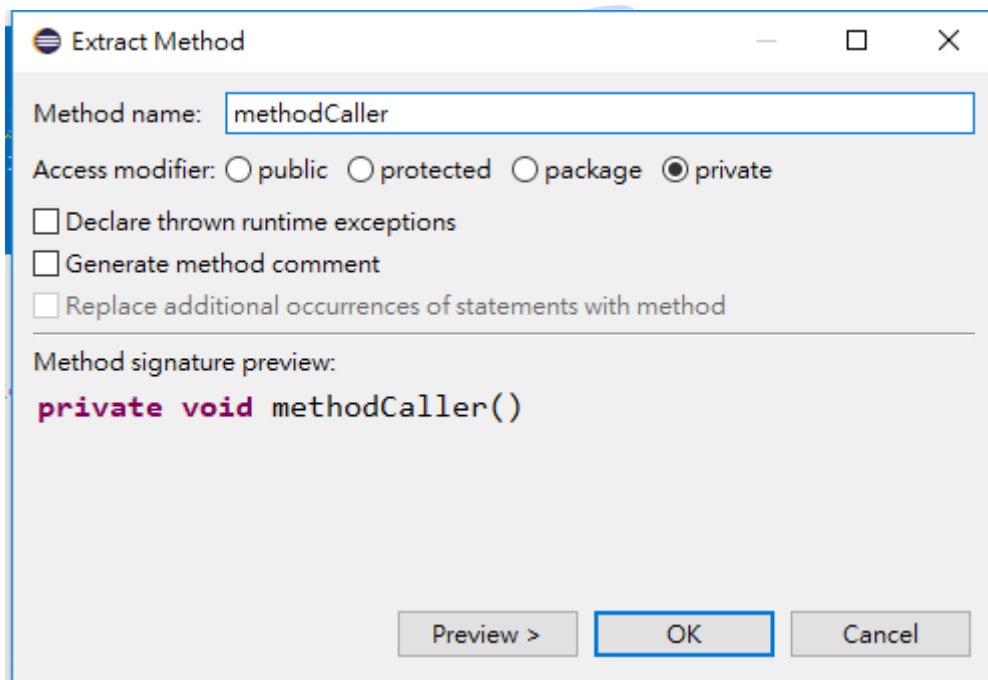 Extract Method
Method name: methodCaller
Access modifier: public protected package private
Declare thrown runtime exceptions
Generate method comment
Replace additional occurrences of statements with method
Method signature preview:
private void methodCaller()
Preview > OK Cancel